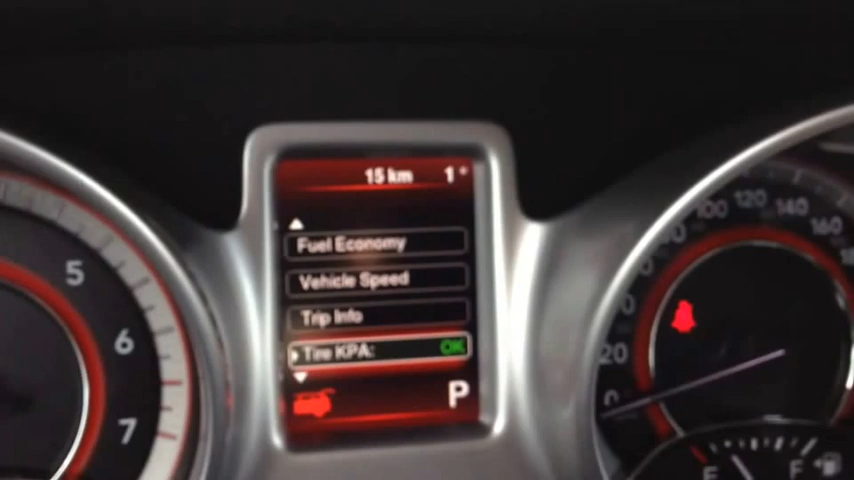 15 km 1°
Fuel Economy
Vehicle Speed
Trip Info
Tire KPA: OK
P
5
6
7
0
20
100
120
140
160
E
F